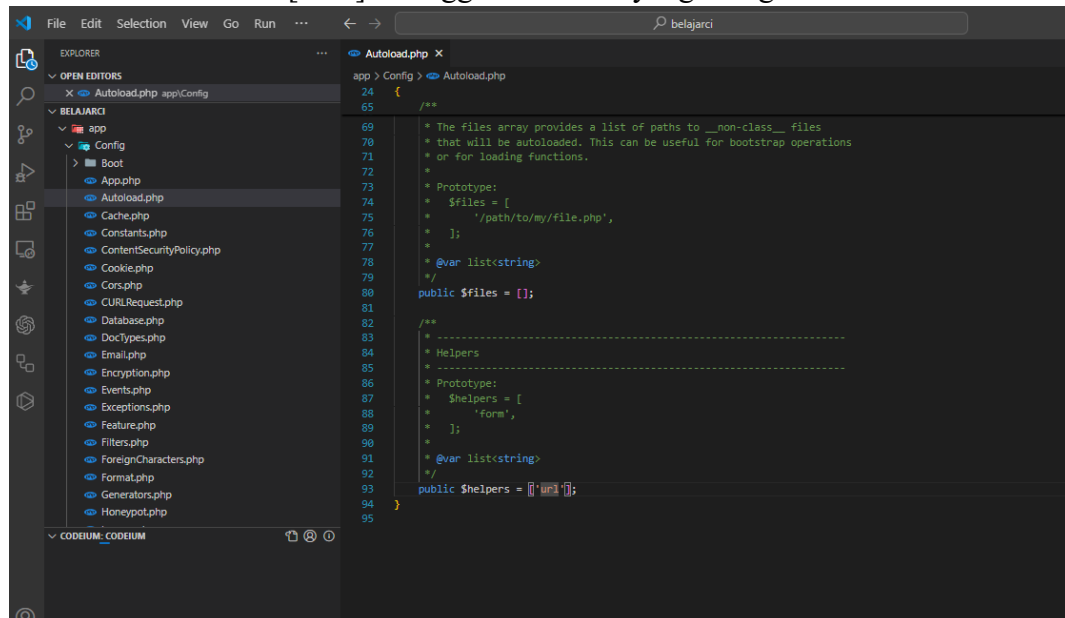 File Edit Selection View Go Run ... belajarci
EXPLORER ...
OPEN EDITORS
Autoload.php app\Config
BELAJARCI
app
Config
Boot
App.php
Autoload.php
Cache.php
Constants.php
ContentSecurityPolicy.php
Cookie.php
Cors.php
CURLRequest.php
Database.php
DocTypes.php
Email.php
Encryption.php
Events.php
Exceptions.php
Feature.php
Filters.php
ForeignCharacters.php
Format.php
Generators.php
Honeypot.php
CODEIUM: CODEIUM
Autoload.php
app > Config > Autoload.php
24 {
65 /**
69 * The files array provides a list of paths to __non-class__ files
70 * that will be autoloaded. This can be useful for bootstrap operations
71 * or for loading functions.
72 *
73 * Prototype:
74 * $files = [
75 * '/path/to/my/file.php',
76 * ];
77 *
78 * @var list<string>
79 */
80 public $files = [];
81
82 /**
83 * -------------------------------------------------------------------
84 * Helpers
85 * -------------------------------------------------------------------
86 * Prototype:
87 * $helpers = [
88 * 'form',
89 * ];
90 *
91 * @var list<string>
92 */
93 public $helpers = ['url'];
94 }
95